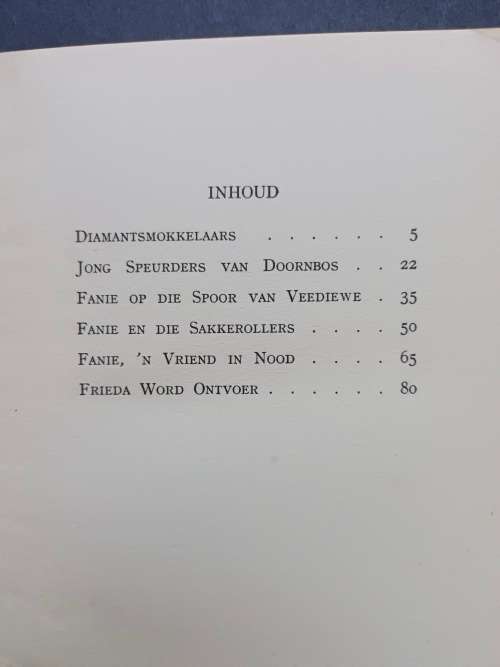 INHOUD
Diamantsmokkelaars . . . . . . 5
Jong Speurders van Doornbos . . 22
Fanie op die Spoor van Veediewe . 35
Fanie en die Sakkerollers . . . . 50
Fanie, 'n Vriend in Nood . . . . 65
Frieda Word Ontvoer . . . . . . 80